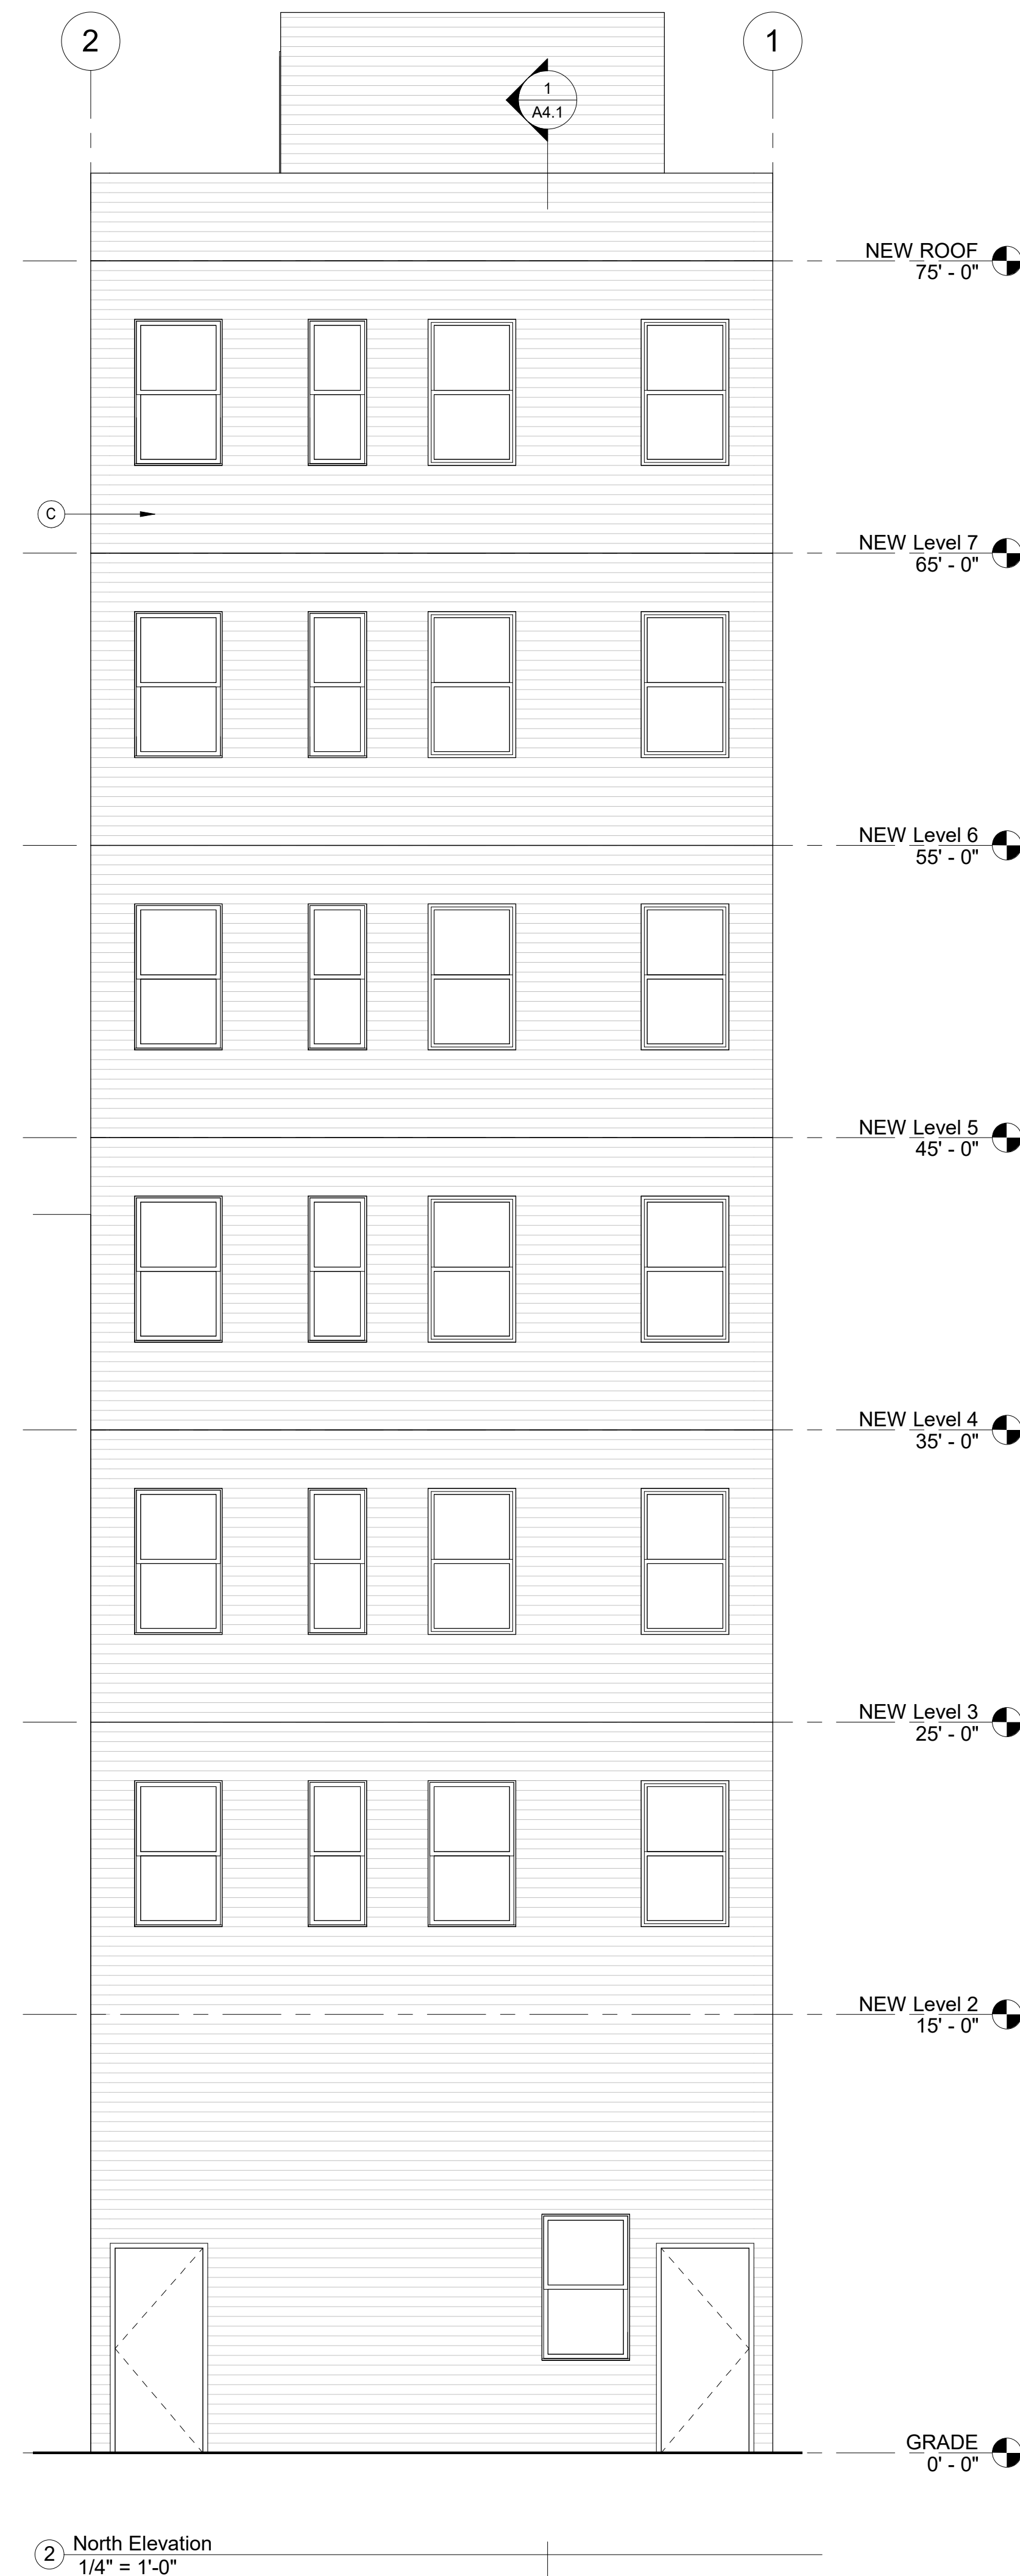 2
1
1
A4.1
NEW ROOF
75' - 0"
C
NEW Level 7
65' - 0"
NEW Level 6
55' - 0"
NEW Level 5
45' - 0"
NEW Level 4
35' - 0"
NEW Level 3
25' - 0"
NEW Level 2
15' - 0"
GRADE
0' - 0"
2
North Elevation
1/4" = 1'-0"